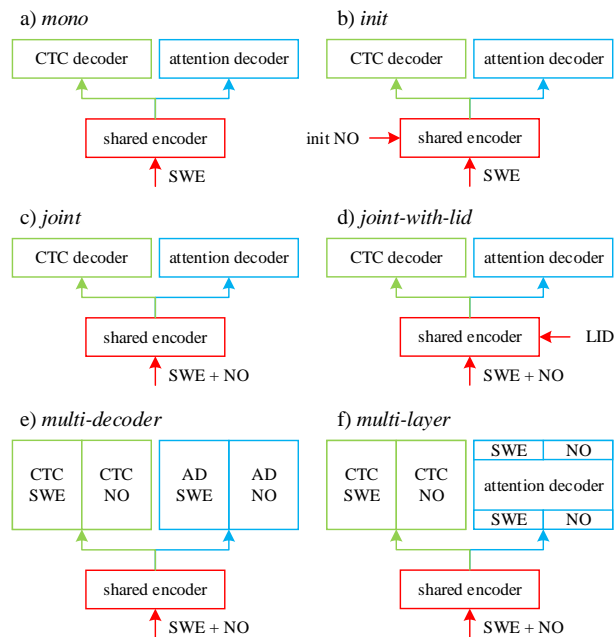 a) mono
b) init
CTC decoder
attention decoder
CTC decoder
attention decoder
shared encoder
init NO
shared encoder
SWE
SWE
c) joint
d) joint-with-lid
CTC decoder
attention decoder
CTC decoder
attention decoder
shared encoder
shared encoder
LID
SWE + NO
SWE + NO
e) multi-decoder
f) multi-layer
CTC
SWE
CTC
NO
AD
SWE
AD
NO
CTC
SWE
CTC
NO
SWE
NO
attention decoder
SWE
NO
shared encoder
shared encoder
SWE + NO
SWE + NO